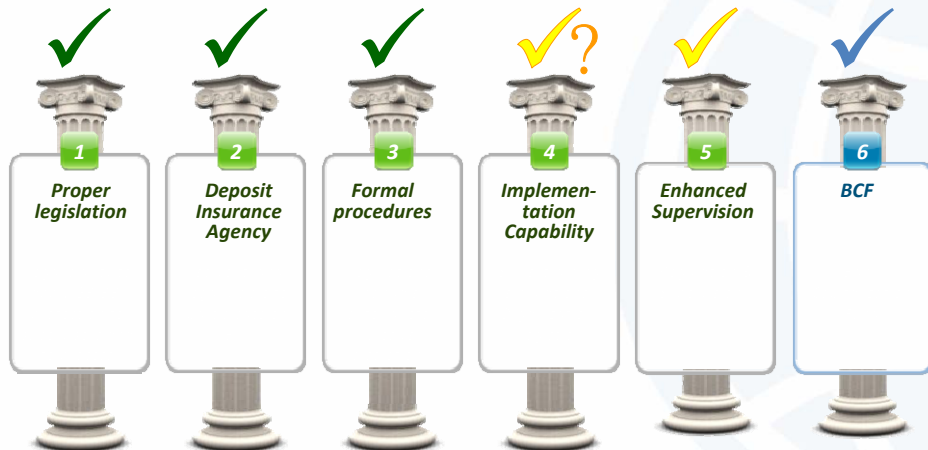 ?
1
Proper
legislation
2
Deposit
Insurance
Agency
3
Formal
procedures
4
Implemen-
tation
Capability
5
Enhanced
Supervision
6
BCF